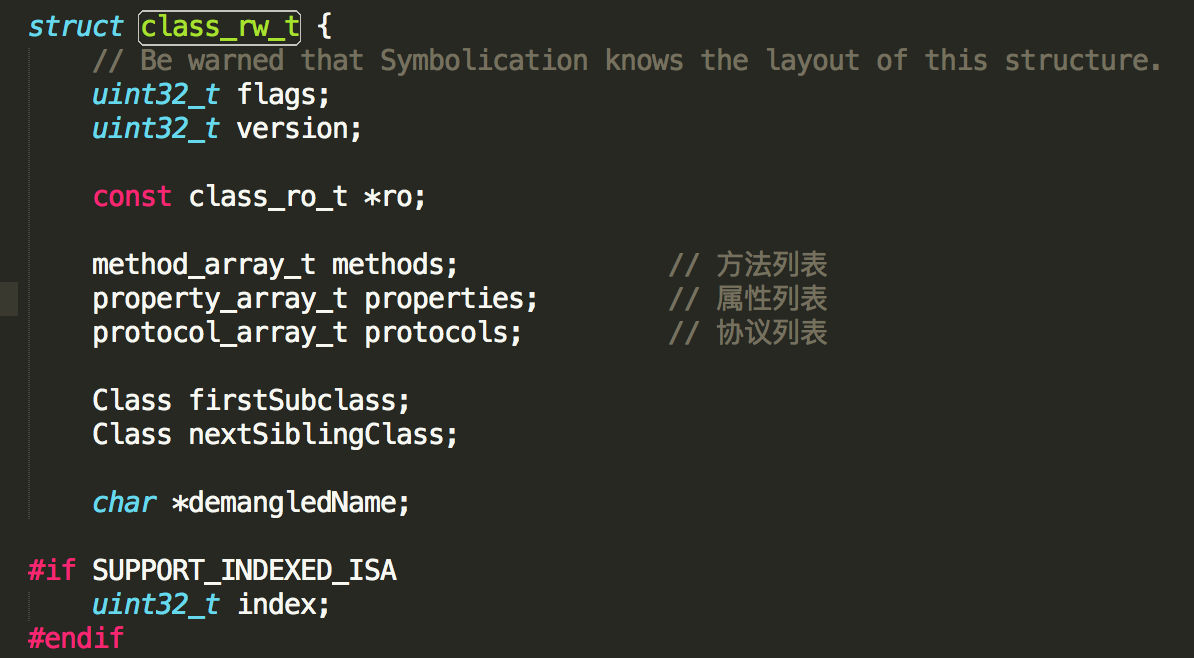 struct class_rw_t {
// Be warned that Symbolication knows the layout of this structure.
uint32_t flags;
uint32_t version;
const class_ro_t *ro;
method_array_t methods; // 方法列表
property_array_t properties; // 属性列表
protocol_array_t protocols; // 协议列表
Class firstSubclass;
Class nextSiblingClass;
char *demangledName;
#if SUPPORT_INDEXED_ISA
uint32_t index;
#endif